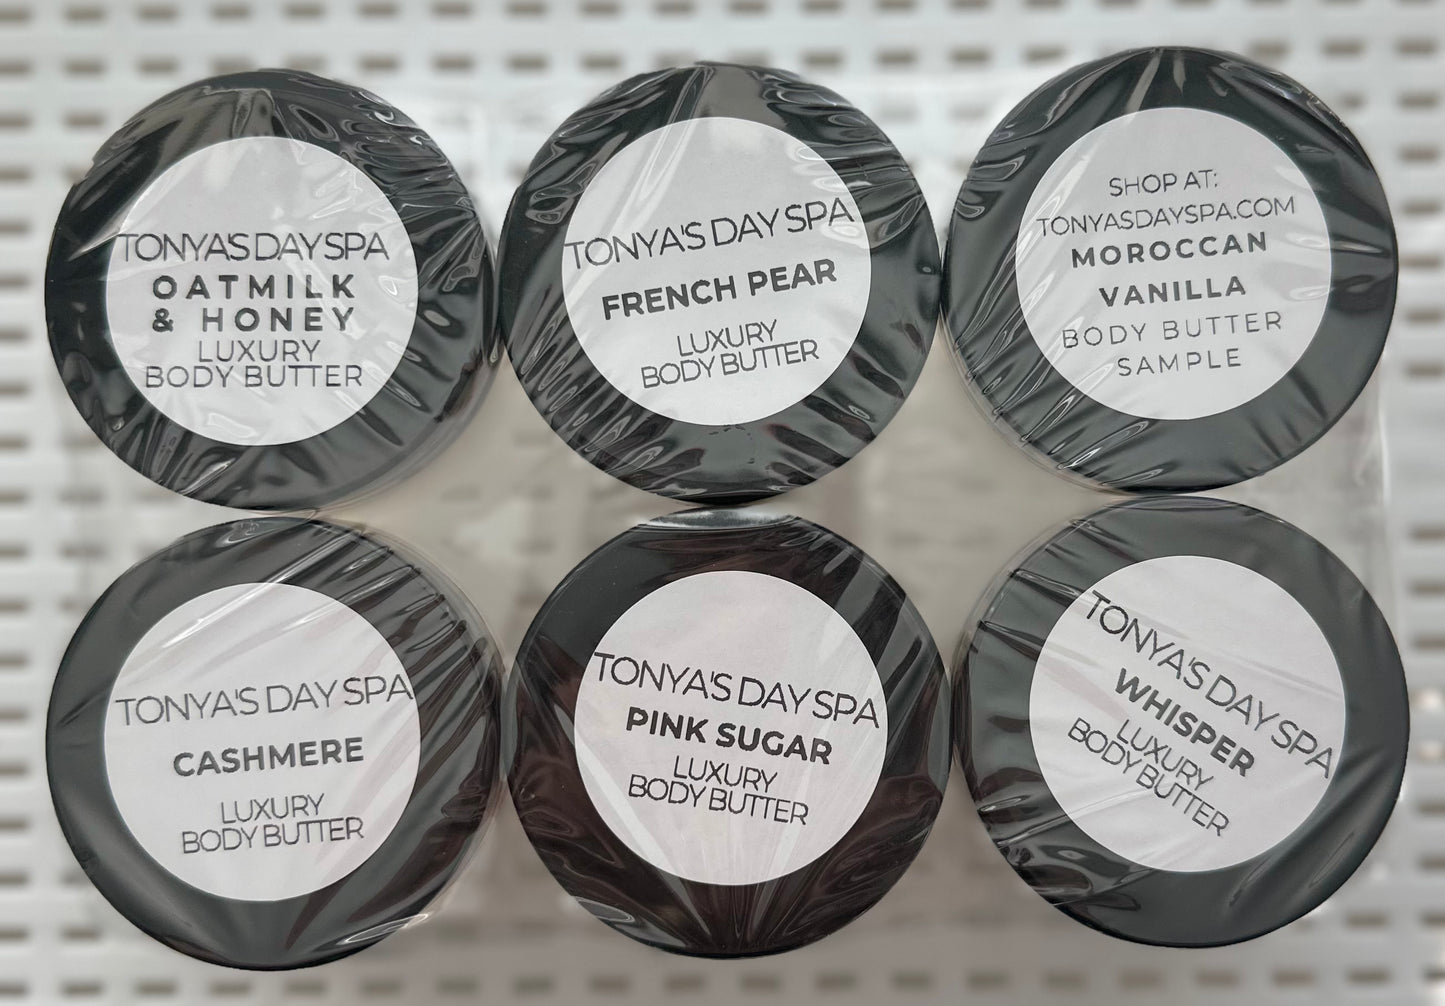 TONYA'S DAY SPA
OATMILK
& HONEY
LUXURY
BODY BUTTER
TONYA'S DAY SPA
FRENCH PEAR
LUXURY
BODY BUTTER
SHOP AT:
TONYASDAYSPA.COM
MOROCCAN
VANILLA
BODY BUTTER
SAMPLE
TONYA'S DAY SPA
CASHMERE
LUXURY
BODY BUTTER
TONYA'S DAY SPA
PINK SUGAR
LUXURY
BODY BUTTER
TONYA'S DAY SPA
WHISPER
LUXURY
BODY BUTTER